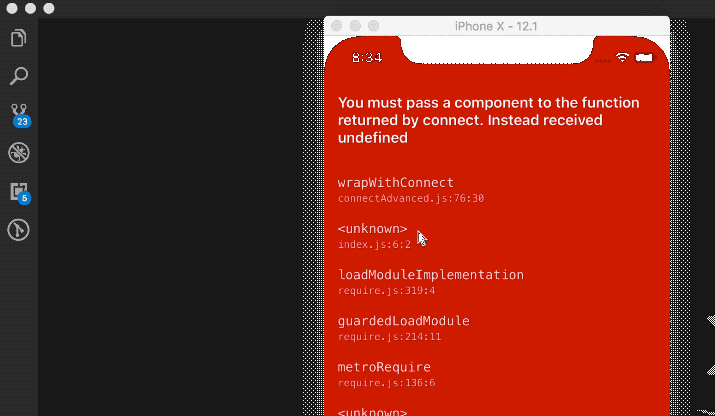 iPhone X - 12.1
8:34
You must pass a component to the function
returned by connect. Instead received
undefined
wrapWithConnect
connectAdvanced.js:76:30
<unknown>
index.js:6:2
loadModuleImplementation
require.js:319:4
guardedLoadModule
require.js:214:11
metroRequire
require.js:136:6
<unknown>
23
5